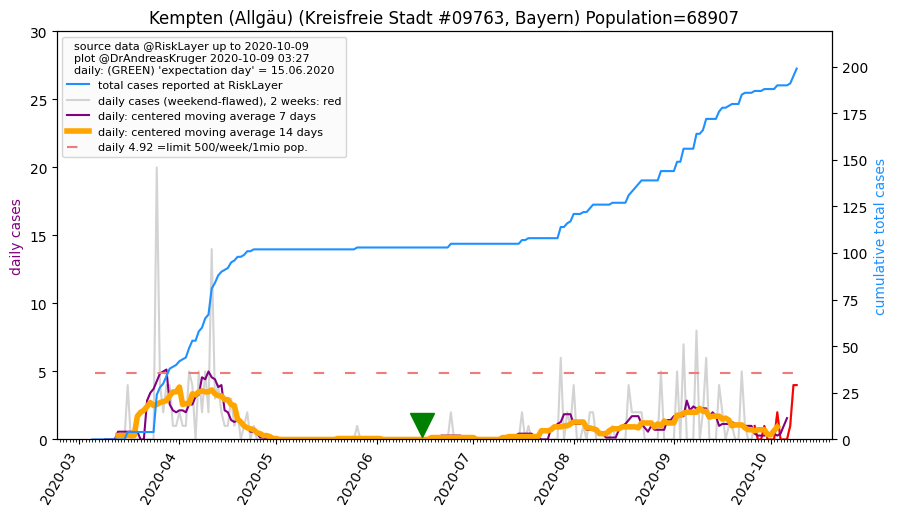 Kempten (Allgäu) (Kreisfreie Stadt #09763, Bayern) Population=68907
source data @RiskLayer up to 2020-10-09
plot @DrAndreasKruger 2020-10-09 03:27
daily: (GREEN) 'expectation day' = 15.06.2020
total cases reported at RiskLayer
daily cases (weekend-flawed), 2 weeks: red
daily: centered moving average 7 days
daily: centered moving average 14 days
daily 4.92 =limit 500/week/1mio pop.
daily cases
30
25
20
15
10
5
0
cumulative total cases
200
175
150
125
100
75
50
25
0
2020-03
2020-04
2020-05
2020-06
2020-07
2020-08
2020-09
2020-10